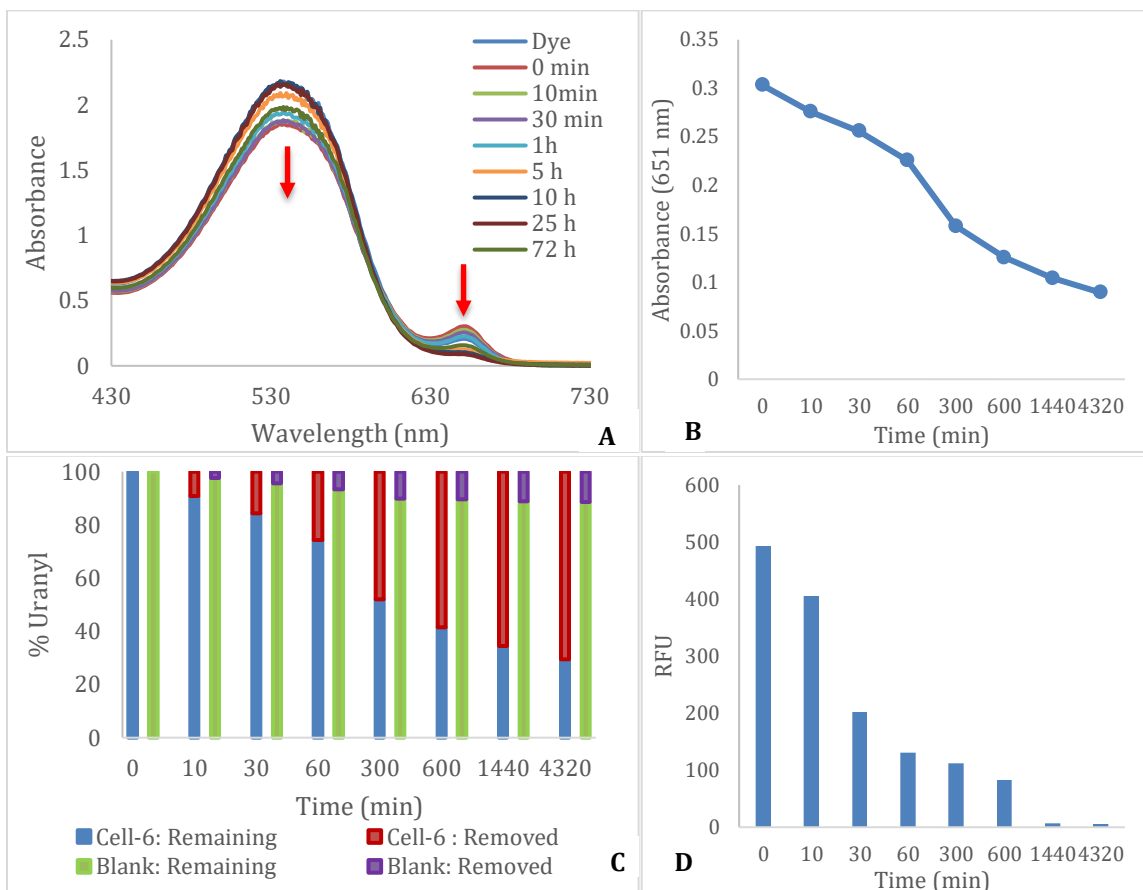 2.5
2
1.5
1
0.5
0
430
530
630
730
Absorbance
Wavelength (nm)
Dye
0 min
10min
30 min
1h
5 h
10 h
25 h
72 h
A
0.35
0.3
0.25
0.2
0.15
0.1
0.05
0
Absorbance (651 nm)
0 10 30 60 300 600 1440 4320
Time (min)
B
100
80
60
40
20
0
% Uranyl
0 10 30 60 300 600 1440 4320
Time (min)
Cell-6: Remaining
Cell-6 : Removed
Blank: Remaining
Blank: Removed
C
600
500
400
300
200
100
0
RFU
0 10 30 60 300 600 1440 4320
Time (min)
D